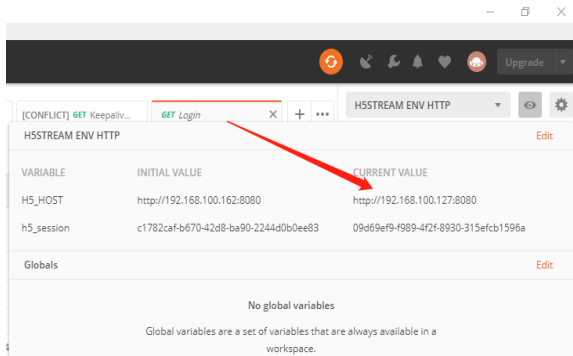 Upgrade
[CONFLICT] GET Keepaliv...
GET Login
H5STREAM ENV HTTP
H5STREAM ENV HTTP
Edit
VARIABLE
INITIAL VALUE
CURRENT VALUE
H5_HOST
http://192.168.100.162:8080
http://192.168.100.127:8080
h5_session
c1782caf-b670-42d8-ba90-2244d0b0ee83
09d69ef9-f989-4f2f-8930-315efcb1596a
Globals
Edit
No global variables
Global variables are a set of variables that are always available in a
workspace.